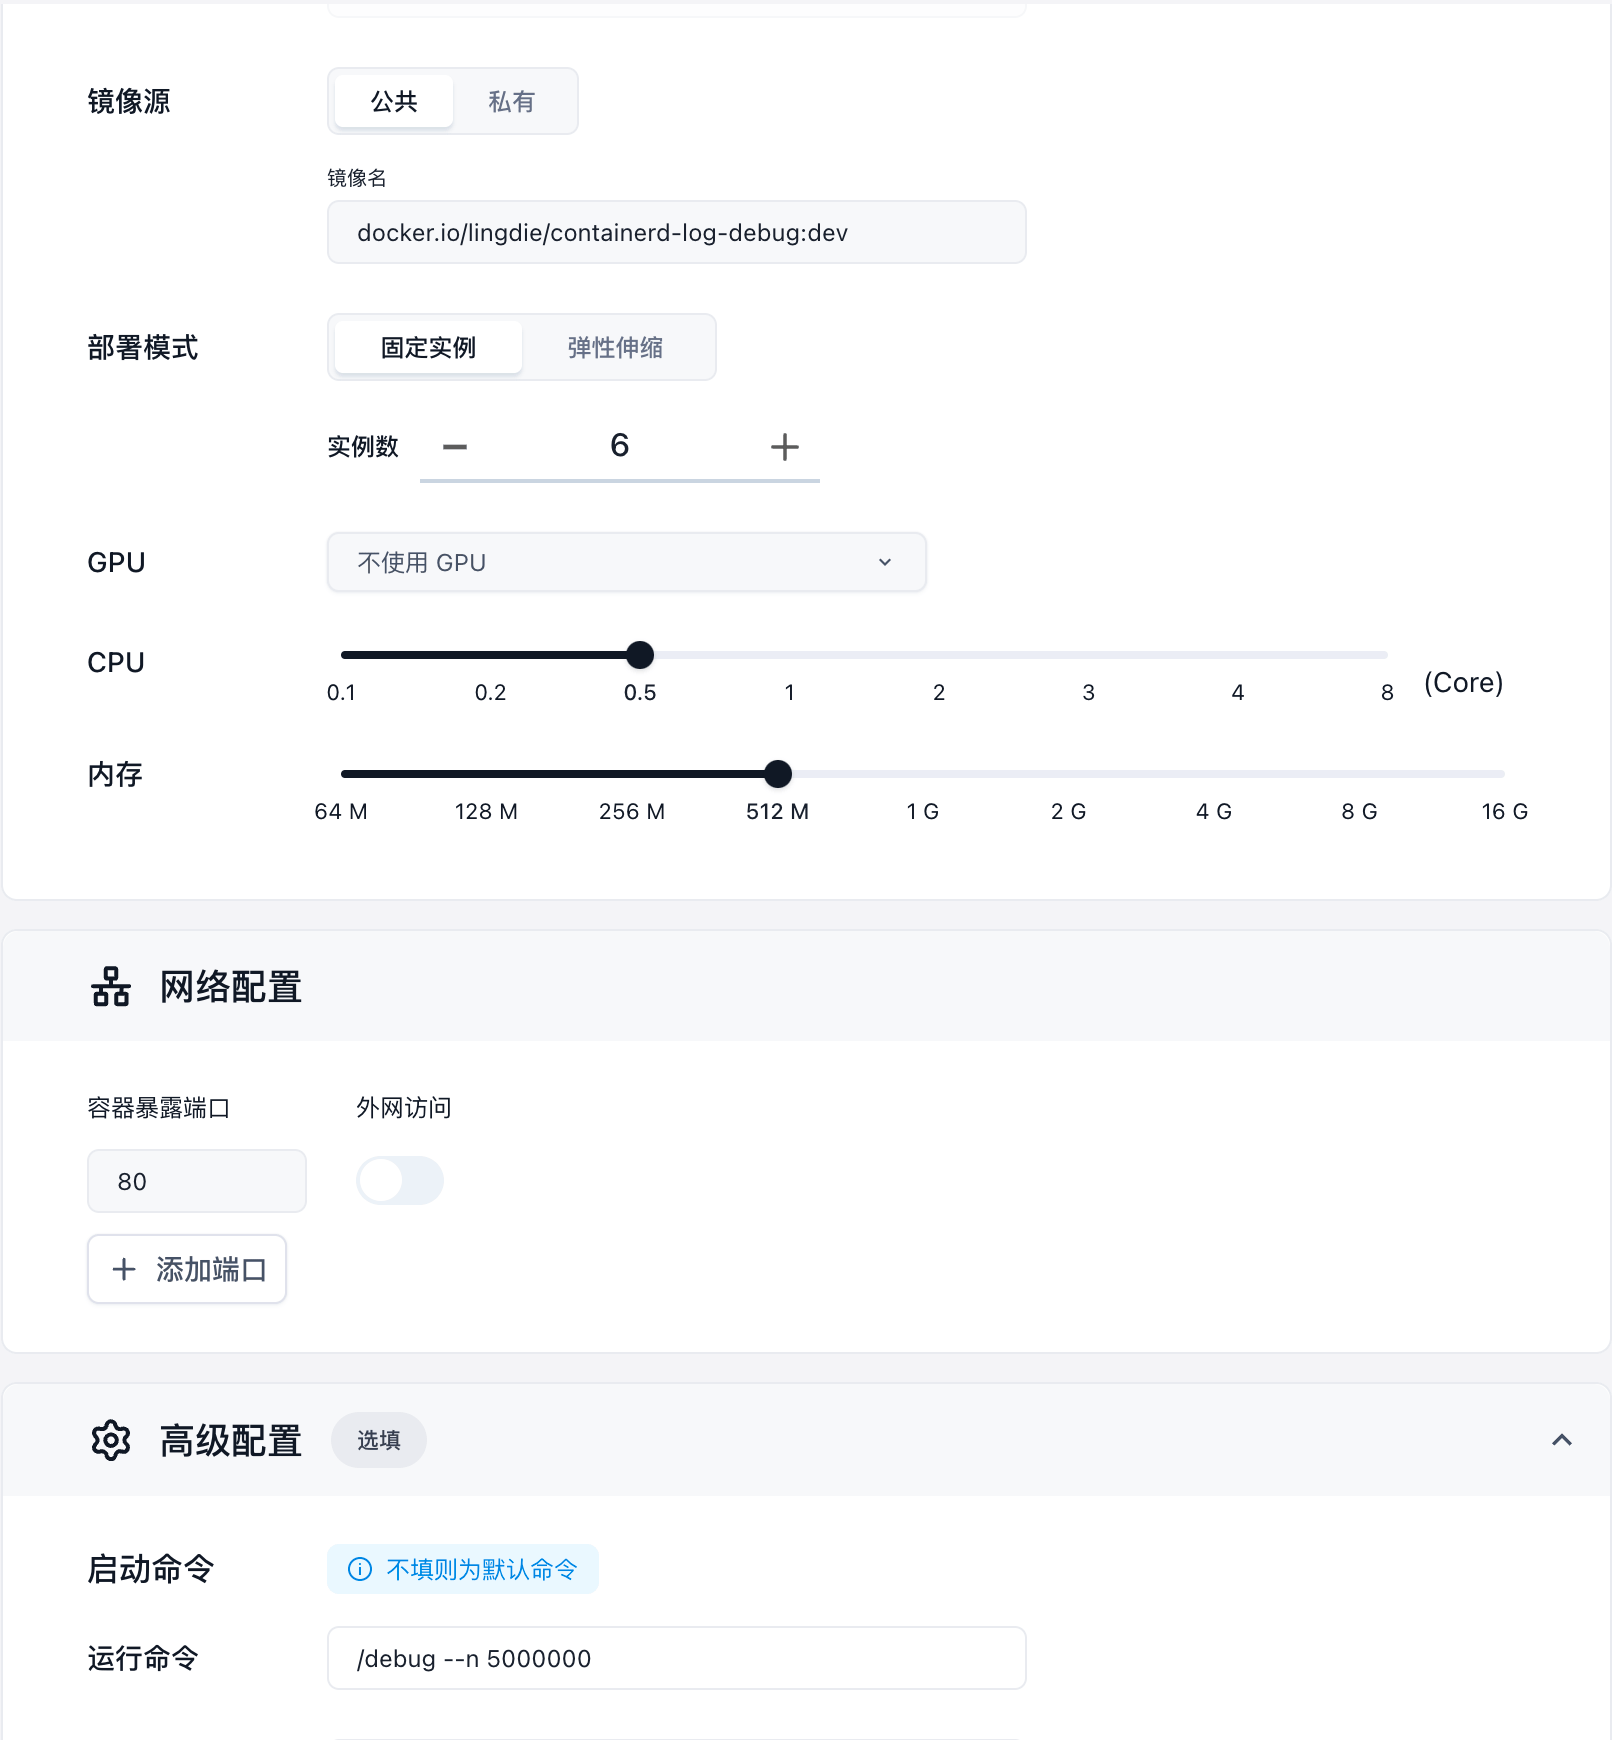 镜像源
公共 私有
镜像名
docker.io/lingdie/containerd-log-debug:dev
部署模式
固定实例 弹性伸缩
实例数 6
GPU
不使用 GPU
CPU
0.1 0.2 0.5 1 2 3 4 8 (Core)
内存
64 M 128 M 256 M 512 M 1 G 2 G 4 G 8 G 16 G
网络配置
容器暴露端口 外网访问
80
添加端口
高级配置 选填
启动命令 不填则为默认命令
运行命令 /debug --n 5000000